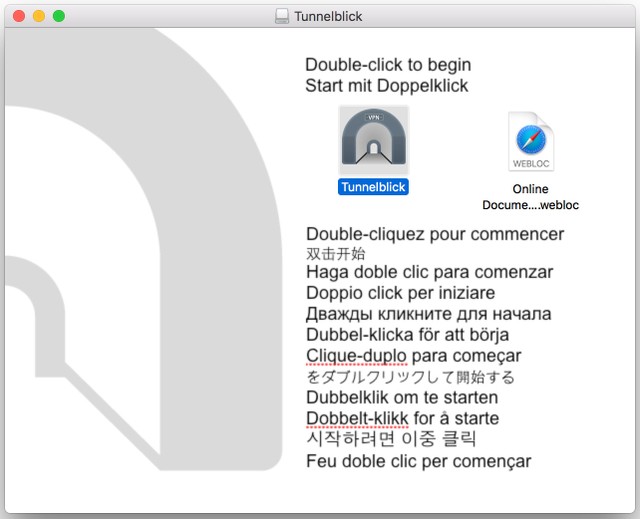 Tunnelblick
Double-click to begin
Start mit Doppelklick
VPN
WEBLOC
Tunnelblick
Online
Docume....webloc
Double-cliquez pour commencer
双击开始
Haga doble clic para comenzar
Doppio click per iniziare
Дважды кликните для начала
Dubbel-klicka för att börja
Clique-duplo para começar
をダブルクリックして開始する
Dubbelklik om te starten
Dobbelt-klikk for å starte
시작하려면 이중 클릭
Feu doble clic per començar